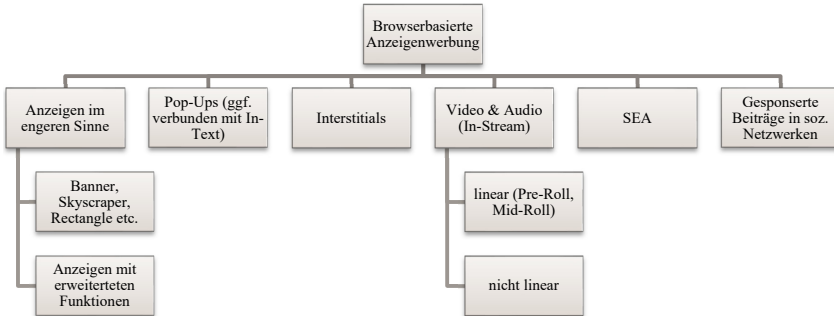 Browserbasierte
Anzeigenwerbung
Anzeigen im
engeren Sinne
Pop-Ups (ggf.
verbunden mit In-
Text)
Interstitials
Video & Audio
(In-Stream)
SEA
Gesponserte
Beiträge in soz.
Netzwerken
Banner,
Skyscraper,
Rectangle etc.
linear (Pre-Roll,
Mid-Roll)
Anzeigen mit
erweiterteten
Funktionen
nicht linear